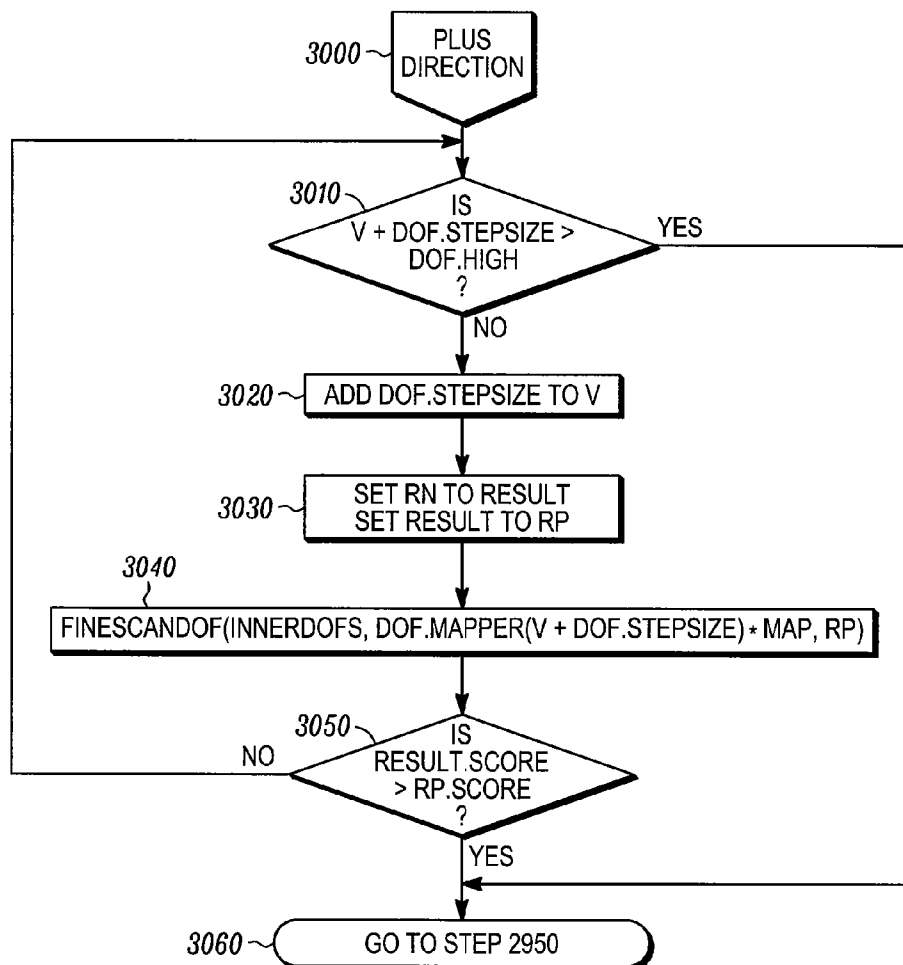 3000
PLUS
DIRECTION
3010
IS
V + DOF.STEPSIZE >
DOF.HIGH
?
YES
NO
3020
ADD DOF.STEPSIZE TO V
3030
SET RN TO RESULT
SET RESULT TO RP
3040
FINESCANDOF(INNERDOFS, DOF.MAPPER(V + DOF.STEPSIZE) * MAP, RP)
3050
IS
RESULT.SCORE
> RP.SCORE
?
NO
YES
3060
GO TO STEP 2950